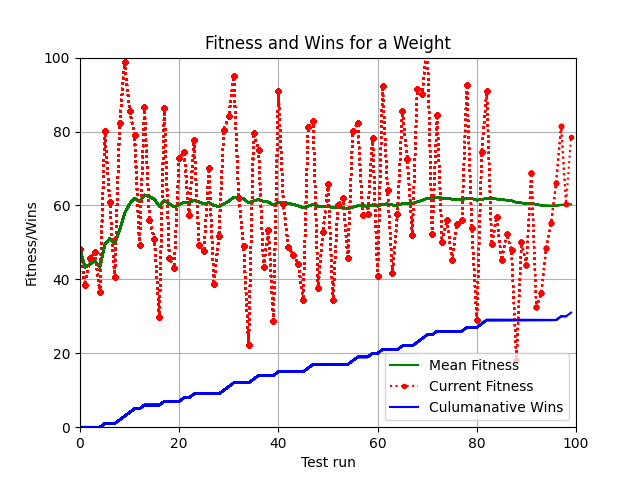 Fitness and Wins for a Weight
Fitness/Wins
100
80
60
40
20
0
0 20 40 60 80 100
Test run
Mean Fitness
Current Fitness
Culumanative Wins